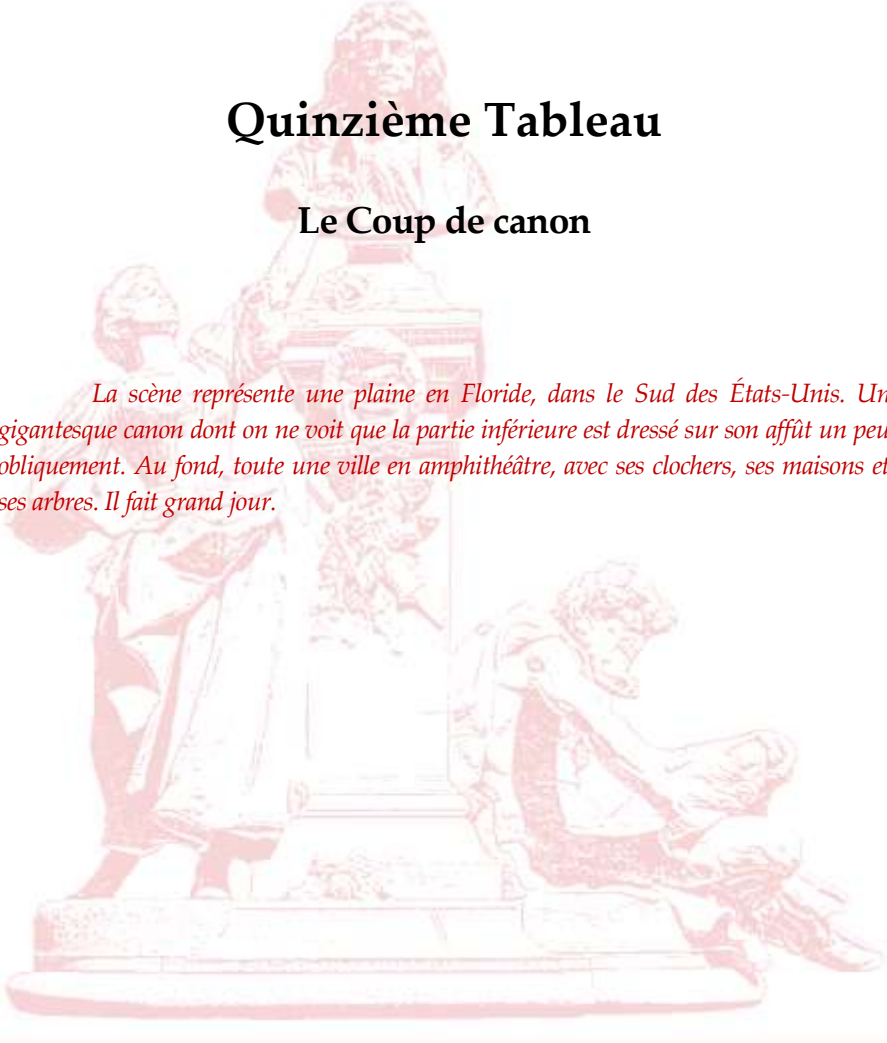 Quinzième Tableau
Le Coup de canon
La scène représente une plaine en Floride, dans le Sud des États-Unis. Un
gigantesque canon dont on ne voit que la partie inférieure est dressé sur son affût un peu
obliquement. Au fond, toute une ville en amphithéâtre, avec ses clochers, ses maisons et
ses arbres. Il fait grand jour.